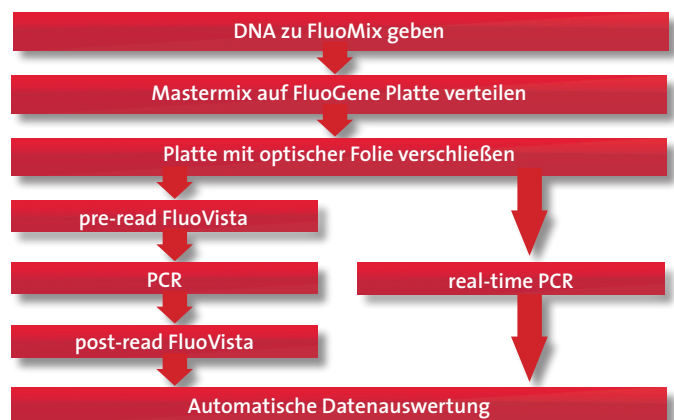 DNA zu FluoMix geben
Mastermix auf FluoGene Platte verteilen
Platte mit optischer Folie verschließen
pre-read FluoVista
PCR
real-time PCR
post-read FluoVista
Automatische Datenauswertung